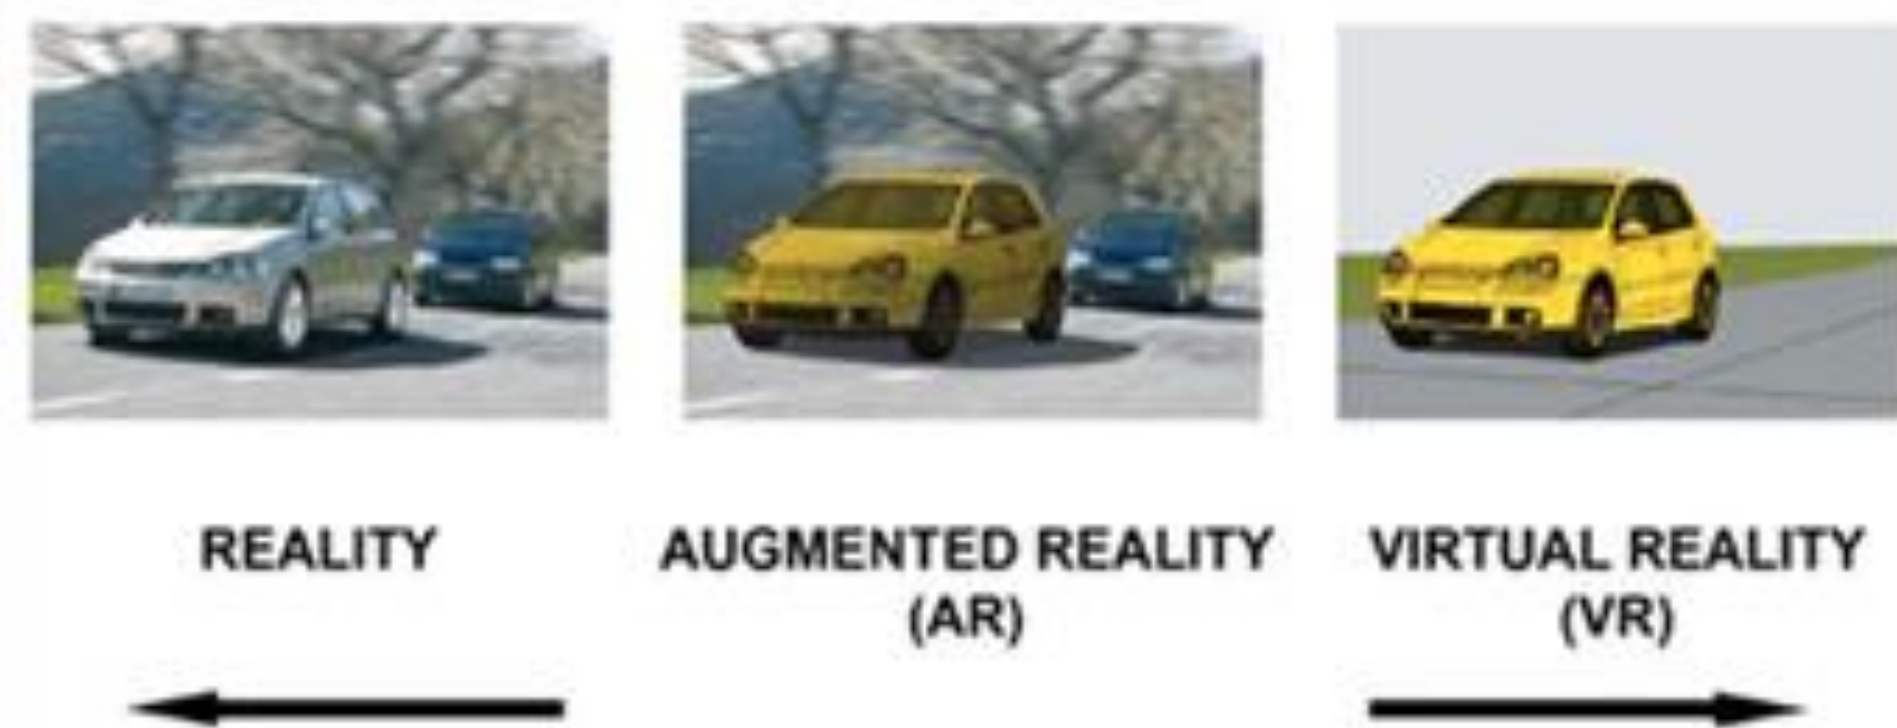 REALITY
AUGMENTED REALITY
(AR)
VIRTUAL REALITY
(VR)